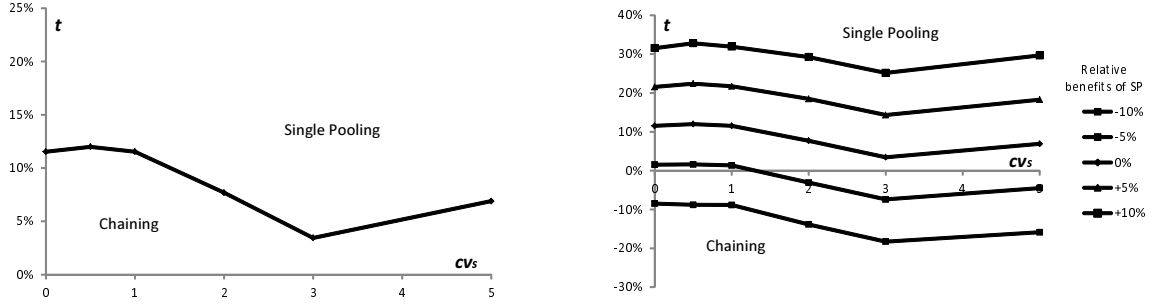 25%
t
20%
15%
Single Pooling
10%
Chaining
5%
cvs
0%
0 1 2 3 4 5
40%
t
Single Pooling
30%
20%
10%
cvs
0%
0 1 2 3 4 5
-10%
Chaining
-20%
-30%
Relative
benefits of SP
-10%
-5%
0%
+5%
+10%